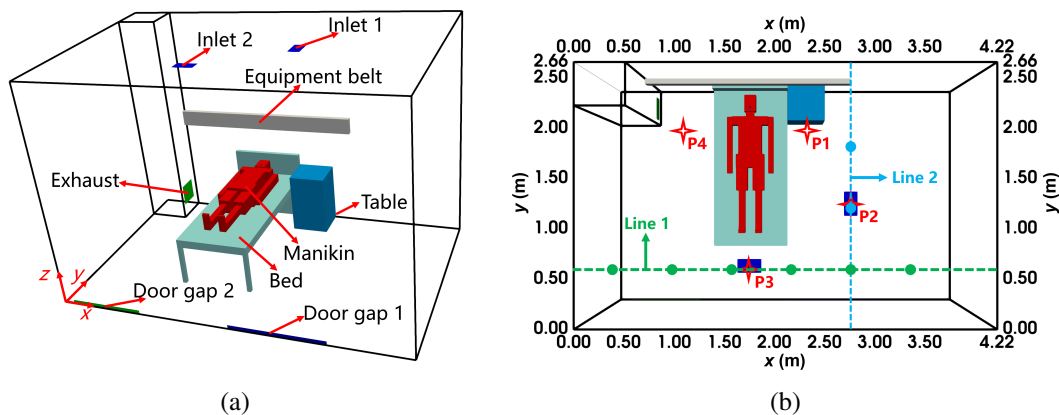 Inlet 1
Inlet 2
Equipment belt
Exhaust
Table
Manikin
Bed
z
y
x
Door gap 2
Door gap 1
(a)
x (m)
0.00 0.50 1.00 1.50 2.00 2.50 3.00 4.22
2.66 2.66
2.50 2.50
2.00 2.00
P4 P1
1.50 1.50
Line 2
y (m) y (m)
1.00 1.00
P2
Line 1
0.50 0.50
P3
0.00 0.00
0.00 0.50 1.00 1.50 2.00 2.50 3.00 4.22
x (m)
(b)